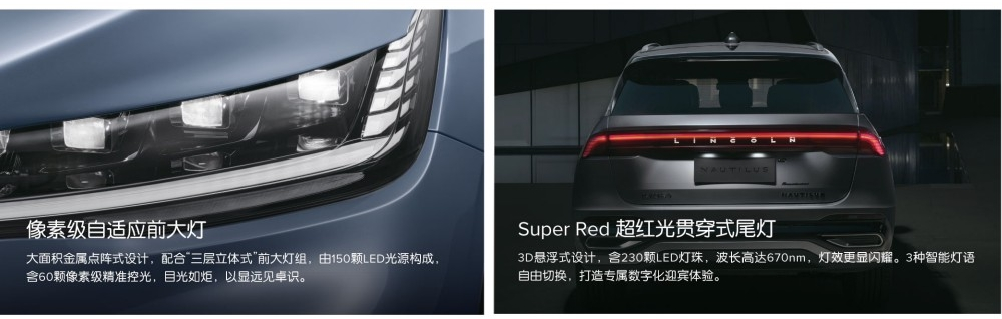 像素级自适应前大灯
大面积金属点阵式设计，配合“三层立体式”前大灯组，由150颗LED光源构成，
含60颗像素级精准控光，目光如炬，以显远见卓识。
LINCOLN
NAUTILUS
NAUTILUS
Super Red 超红光贯穿式尾灯
3D悬浮式设计，含230颗LED灯珠，波长高达670nm，灯效更显闪耀。3种智能灯语
自由切换，打造专属数字化迎宾体验。